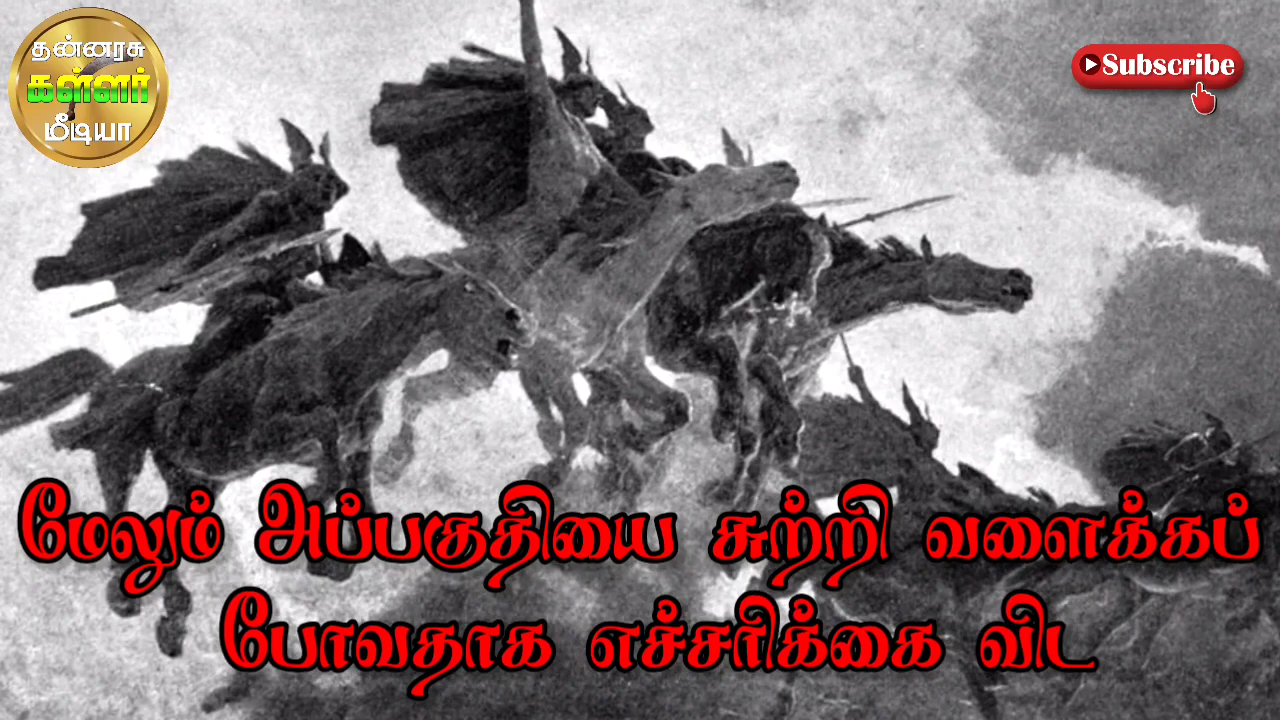 தன்னரசு
கள்ளர்
மீடியா
Subscribe
மேலும் அப்பகுதியை சுற்றி வளைக்கப்
போவதாக எச்சரிக்கை விட